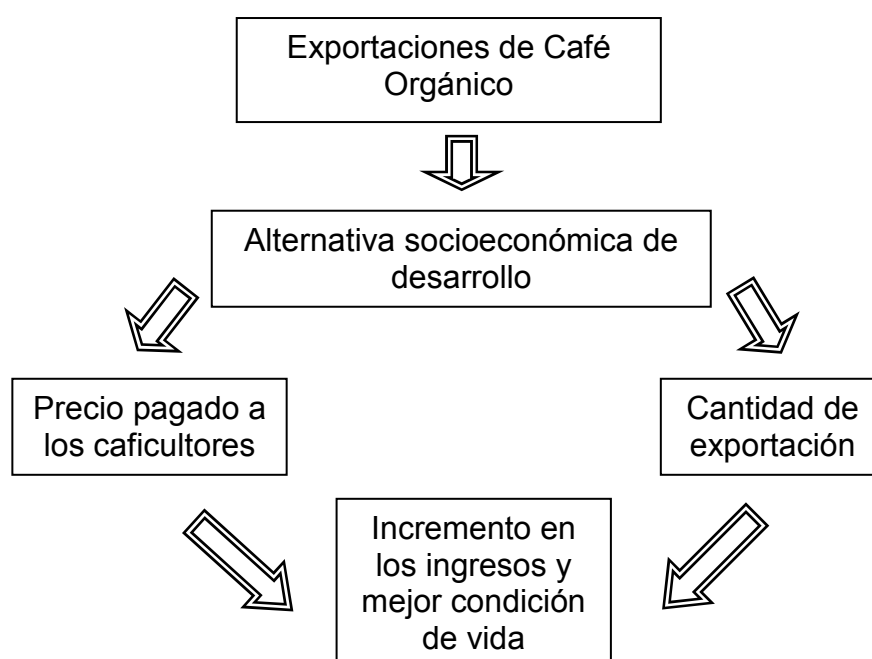 Exportaciones de Café
Orgánico
Alternativa socioeconómica de
desarrollo
Precio pagado a
los caficultores
Cantidad de
exportación
Incremento en
los ingresos y
mejor condición
de vida